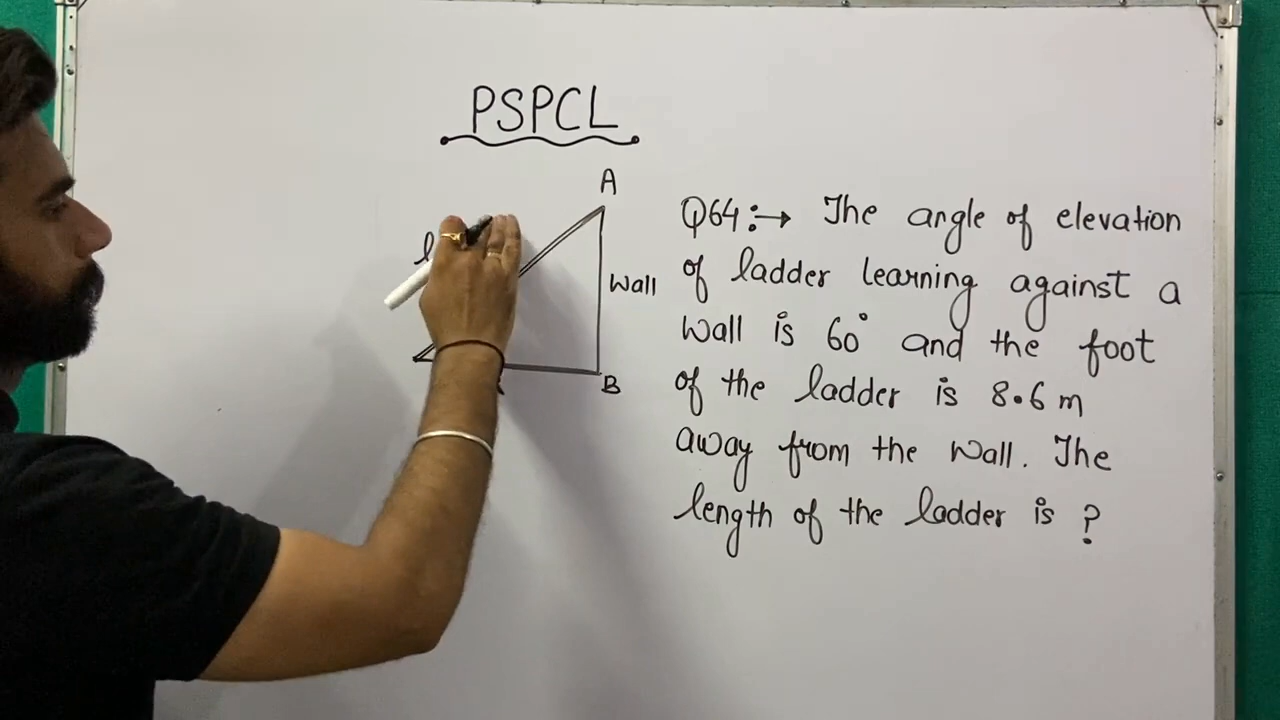 PSPCL
A
Q64:→ The angle of elevation
of ladder learning against a
wall is 60° and the foot
of the ladder is 8.6 m
away from the wall. The
length of the ladder is ?
l
Wall
B